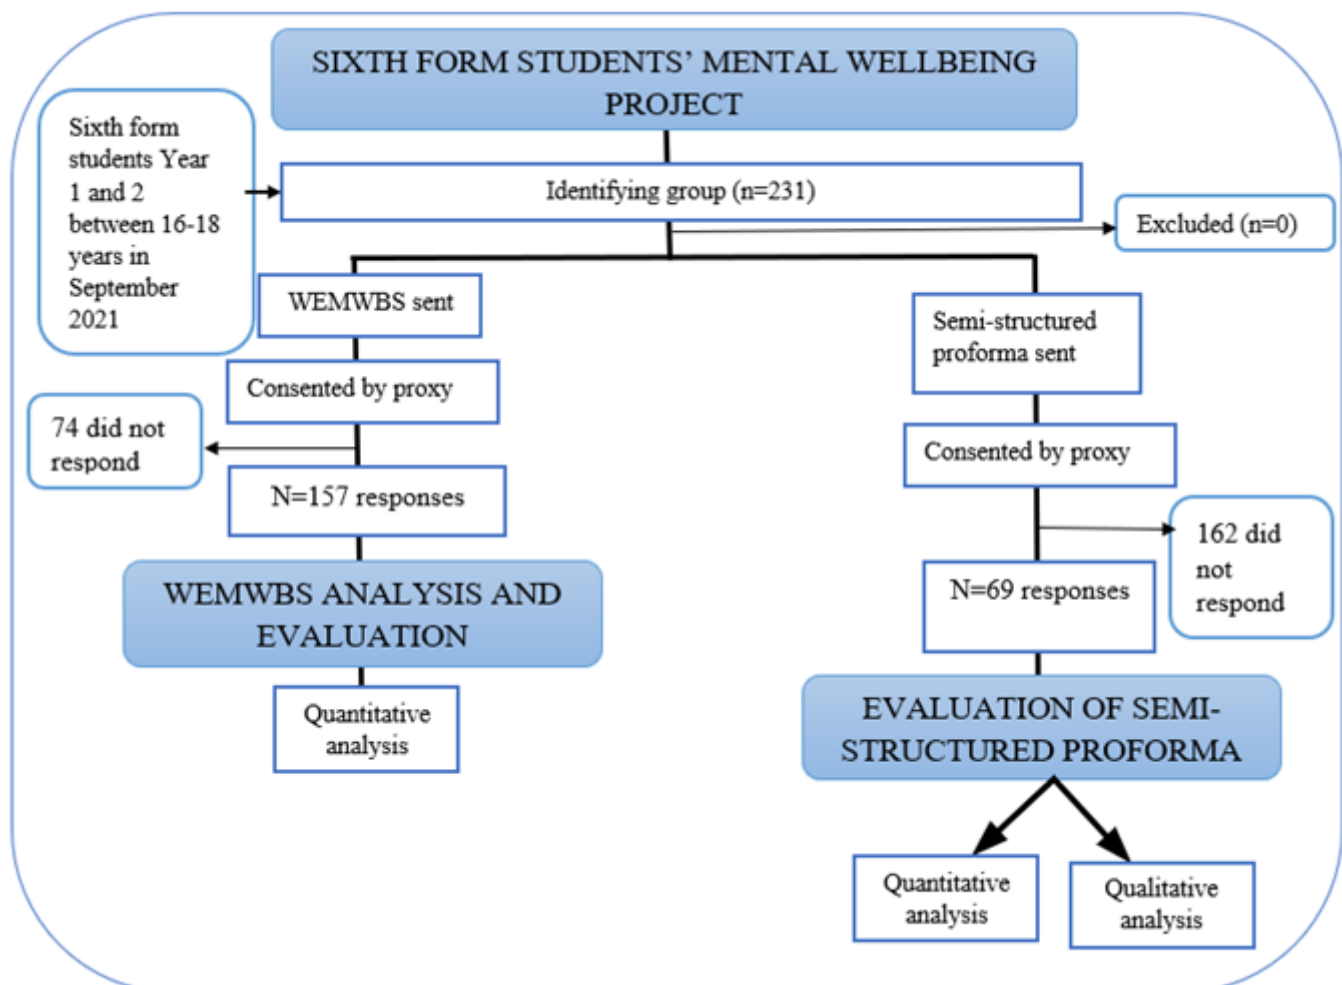 SIXTH FORM STUDENTS' MENTAL WELLBEING
PROJECT
Sixth form
students Year
1 and 2
between 16-18
years in
September
2021
Identifying group (n=231)
Excluded (n=0)
WEMWBS sent
Semi-structured
proforma sent
Consented by proxy
Consented by proxy
74 did not
respond
N=157 responses
162 did
not
respond
N=69 responses
WEMWBS ANALYSIS AND
EVALUATION
Quantitative
analysis
EVALUATION OF SEMI-
STRUCTURED PROFORMA
Quantitative
analysis
Qualitative
analysis